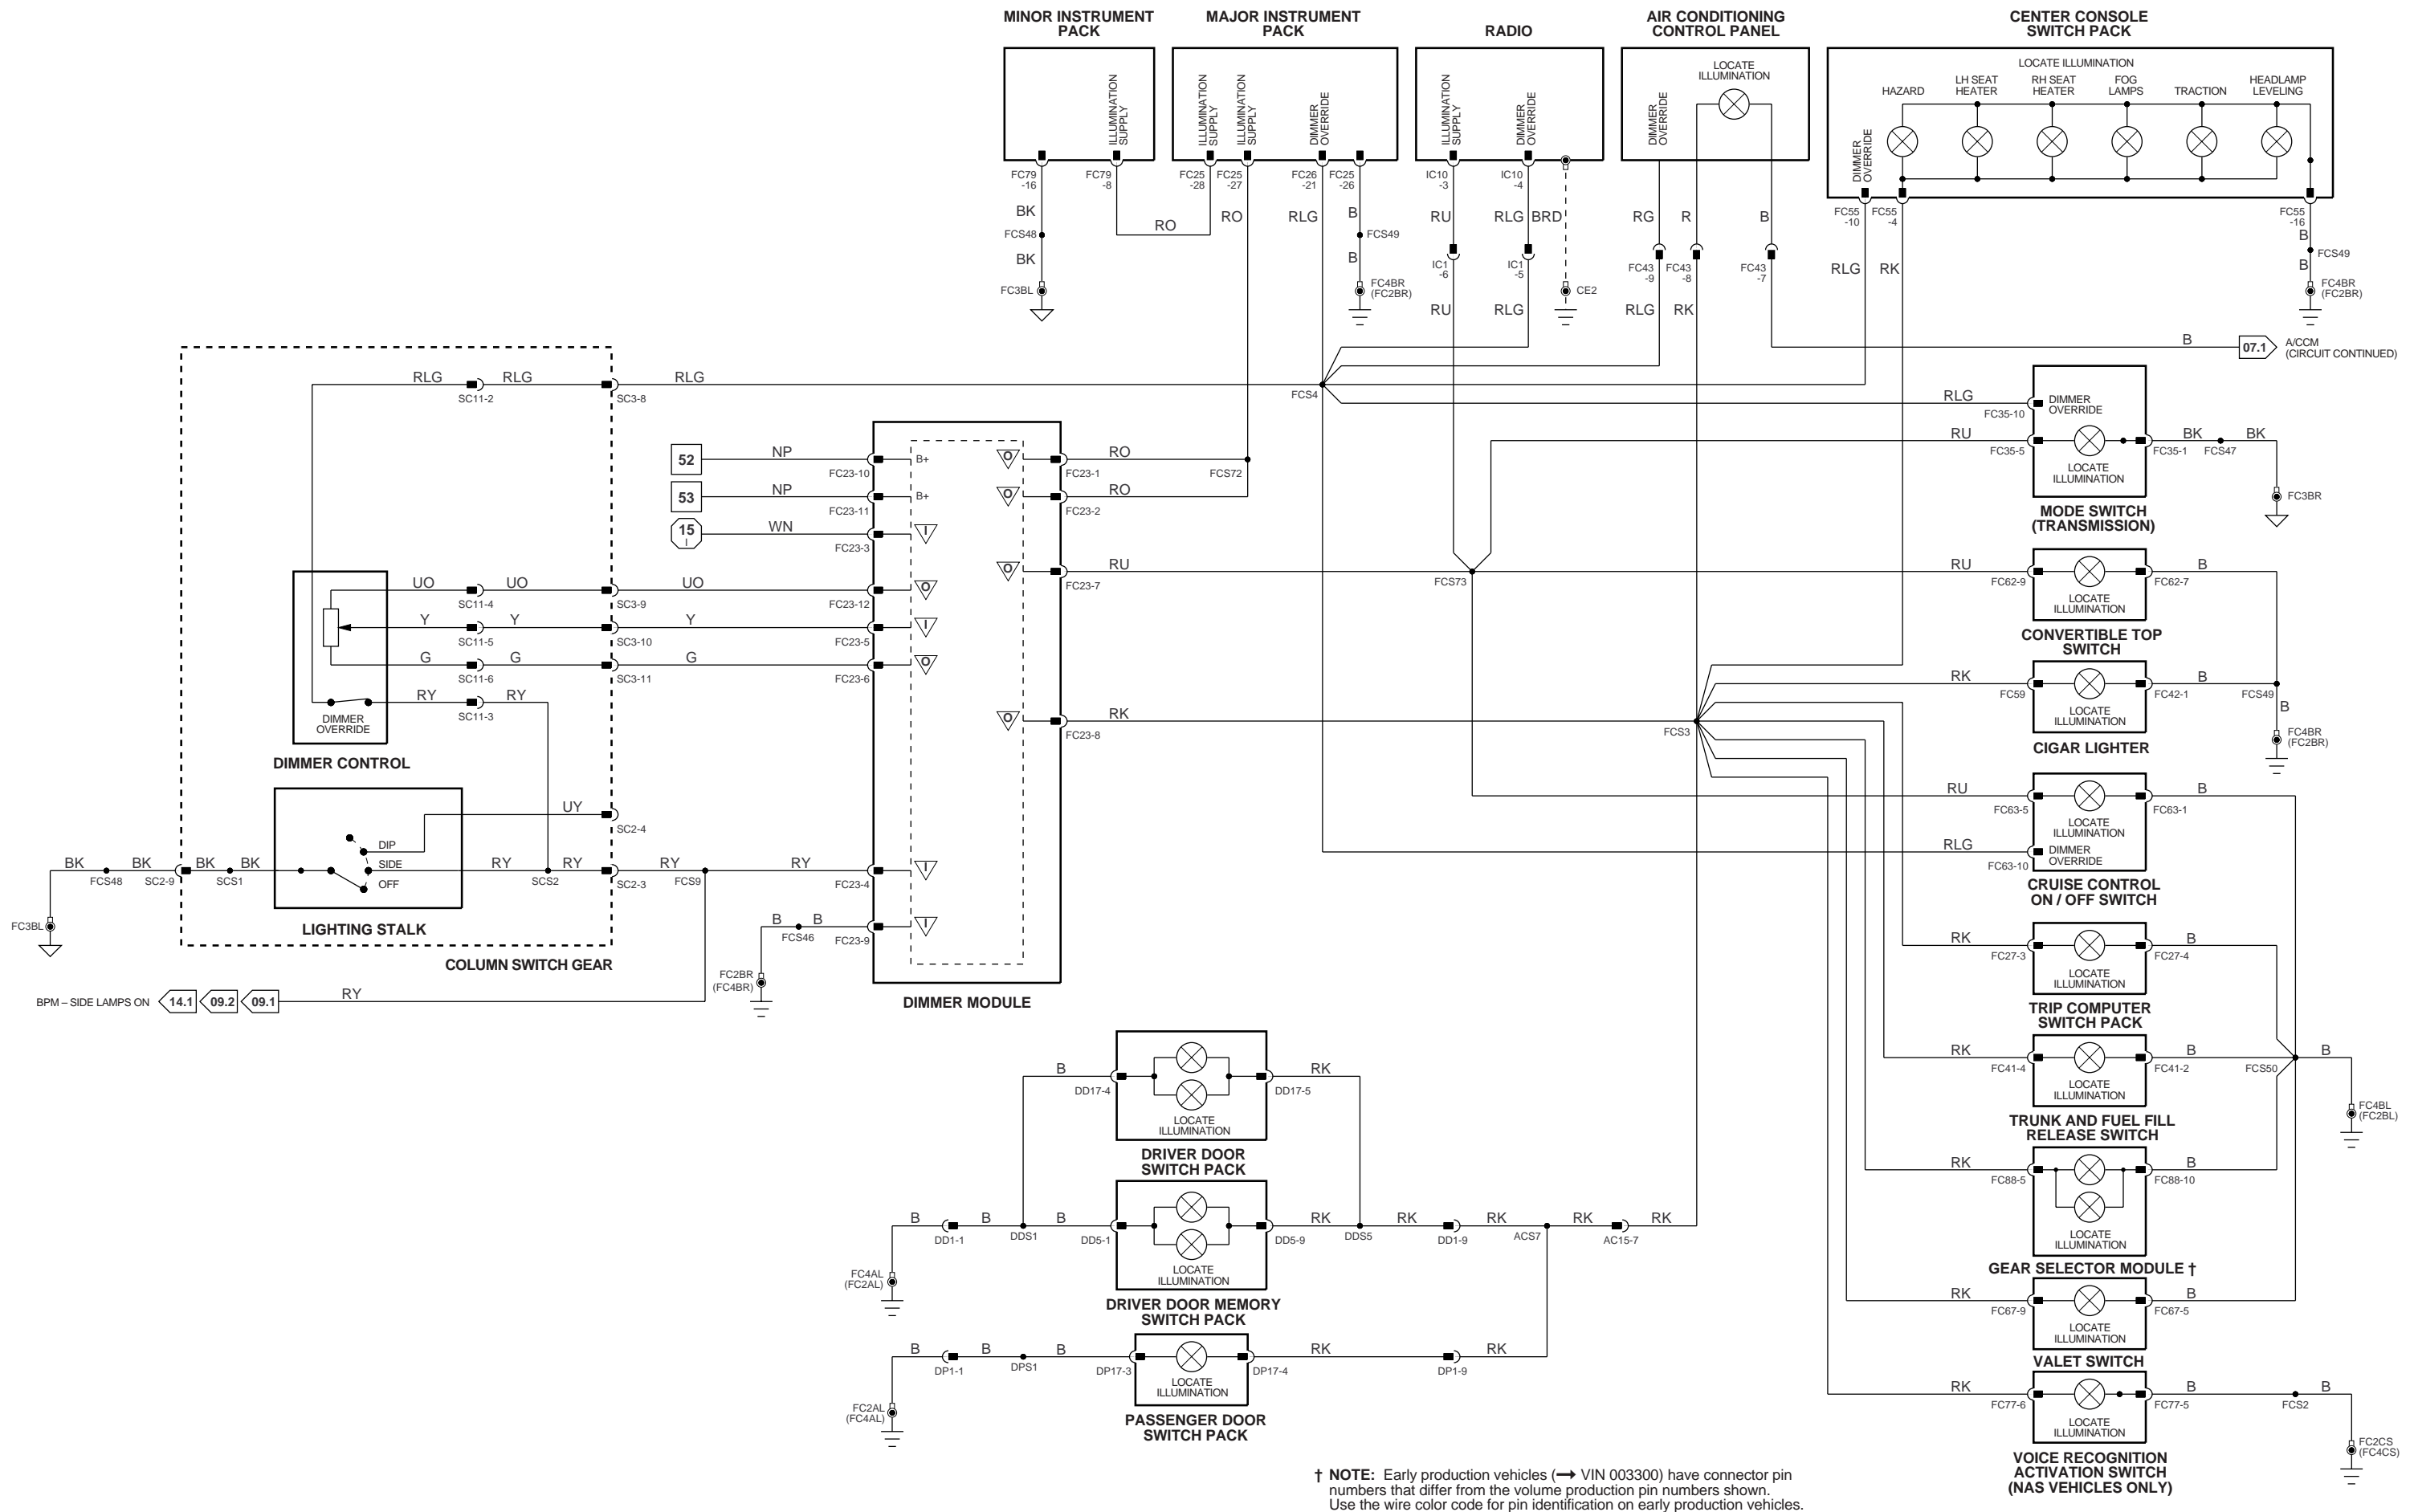 MINOR INSTRUMENT
PACK
MAJOR INSTRUMENT
PACK
RADIO
AIR CONDITIONING
CONTROL PANEL
CENTER CONSOLE
SWITCH PACK
ILLUMINATION
SUPPLY
ILLUMINATION
SUPPLY
ILLUMINATION
SUPPLY
DIMMER
OVERRIDE
ILLUMINATION
SUPPLY
DIMMER
OVERRIDE
DIMMER
OVERRIDE
LOCATE
ILLUMINATION
LOCATE ILLUMINATION
HAZARD
LH SEAT
HEATER
RH SEAT
HEATER
FOG
LAMPS
TRACTION
HEADLAMP
LEVELING
DIMMER
OVERRIDE
FC79
-16
FC79
-8
FC25
-28
FC25
-27
FC26
-21
FC25
-26
IC10
-3
IC10
-4
FC55
-10
FC55
-4
FC55
-16
BK
RO
RO
RLG
B
RU
RLG
BRD
RG
R
B
B
FCS48
FCS49
FCS49
BK
B
B
IC1
-6
IC1
-5
FC43
-9
FC43
-8
FC43
-7
RLG
RK
FC3BL
FC4BR
(FC2BR)
CE2
FC4BR
(FC2BR)
RU
RLG
RLG
RK
B
07.1
A/CCM
(CIRCUIT CONTINUED)
RLG
RLG
RLG
SC11-2
SC3-8
FCS4
RLG
FC35-10
DIMMER
OVERRIDE
RU
FC35-5
LOCATE
ILLUMINATION
BK
BK
FC35-1
FCS47
FC3BR
MODE SWITCH
(TRANSMISSION)
52
NP
FC23-10
B+
O
RO
FC23-1
FCS72
53
NP
FC23-11
B+
O
RO
FC23-2
15
I
WN
FC23-3
I
O
RU
FC23-7
FCS73
RU
FC62-9
LOCATE
ILLUMINATION
B
FC62-7
CONVERTIBLE TOP
SWITCH
UO
UO
UO
SC11-4
SC3-9
FC23-12
O
Y
Y
Y
SC11-5
SC3-10
FC23-5
I
G
G
G
SC11-6
SC3-11
FC23-6
O
RY
RY
SC11-3
DIMMER
OVERRIDE
DIMMER CONTROL
O
RK
FC23-8
FCS3
RK
FC59
LOCATE
ILLUMINATION
B
FC42-1
FCS49
B
FC4BR
(FC2BR)
CIGAR LIGHTER
RU
FC63-5
LOCATE
ILLUMINATION
B
FC63-1
RLG
FC63-10
DIMMER
OVERRIDE
CRUISE CONTROL
ON / OFF SWITCH
UY
SC2-4
DIP
SIDE
OFF
BK
BK
BK
BK
FCS48
SC2-9
SCS1
RY
RY
RY
RY
SCS2
SC2-3
FCS9
FC23-4
I
FC3BL
LIGHTING STALK
COLUMN SWITCH GEAR
B
B
FCS46
FC23-9
I
FC2BR
(FC4BR)
DIMMER MODULE
BPM – SIDE LAMPS ON
14.1
09.2
09.1
RY
RK
FC27-3
LOCATE
ILLUMINATION
B
FC27-4
TRIP COMPUTER
SWITCH PACK
RK
FC41-4
LOCATE
ILLUMINATION
B
FC41-2
FCS50
B
FC4BL
(FC2BL)
TRUNK AND FUEL FILL
RELEASE SWITCH
B
DD17-4
LOCATE
ILLUMINATION
RK
DD17-5
DRIVER DOOR
SWITCH PACK
RK
FC88-5
LOCATE
ILLUMINATION
B
FC88-10
GEAR SELECTOR MODULE †
B
B
B
DD1-1
DDS1
DD5-1
LOCATE
ILLUMINATION
RK
RK
RK
RK
RK
DD5-9
DDS5
DD1-9
ACS7
AC15-7
FC4AL
(FC2AL)
DRIVER DOOR MEMORY
SWITCH PACK
RK
FC67-9
LOCATE
ILLUMINATION
B
FC67-5
VALET SWITCH
B
B
B
DP1-1
DPS1
DP17-3
LOCATE
ILLUMINATION
RK
RK
DP17-4
DP1-9
FC2AL
(FC4AL)
PASSENGER DOOR
SWITCH PACK
RK
FC77-6
LOCATE
ILLUMINATION
B
B
FC77-5
FCS2
FC2CS
(FC4CS)
VOICE RECOGNITION
ACTIVATION SWITCH
(NAS VEHICLES ONLY)
† NOTE: Early production vehicles (→ VIN 003300) have connector pin
numbers that differ from the volume production pin numbers shown.
Use the wire color code for pin identification on early production vehicles.